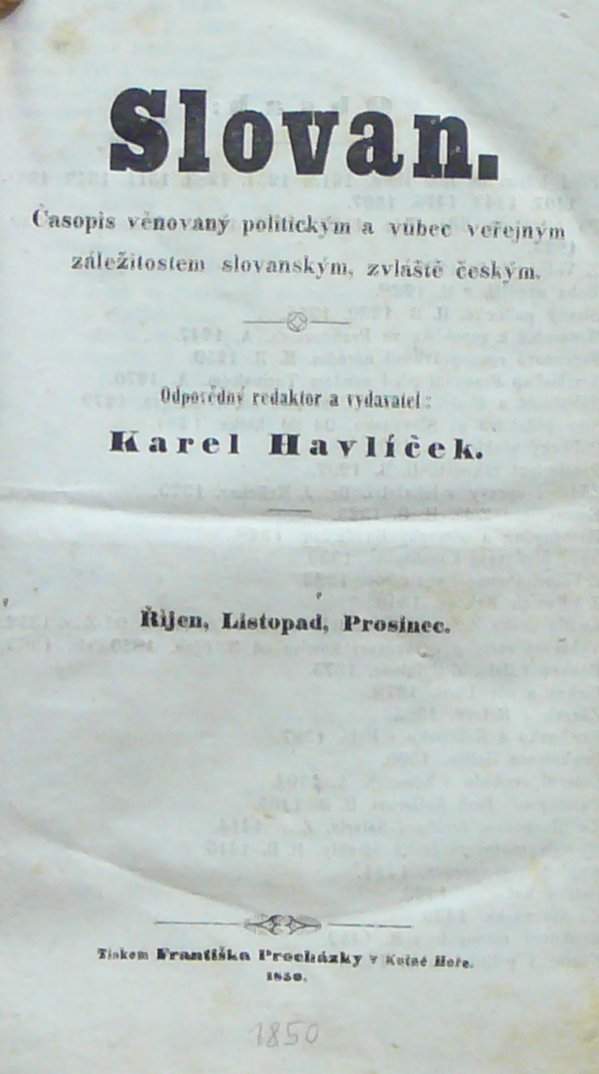 Slovan.
Časopis věnovaný politickým a vůbec veřejným
záležitostem slovanským, zvláště českým.
Odpovědný redaktor a vydavatel:
Karel Havlíček.
Říjen, Listopad, Prosinec.
Tiskem Františka Procházky v Kutné Hoře.
1850.
1850